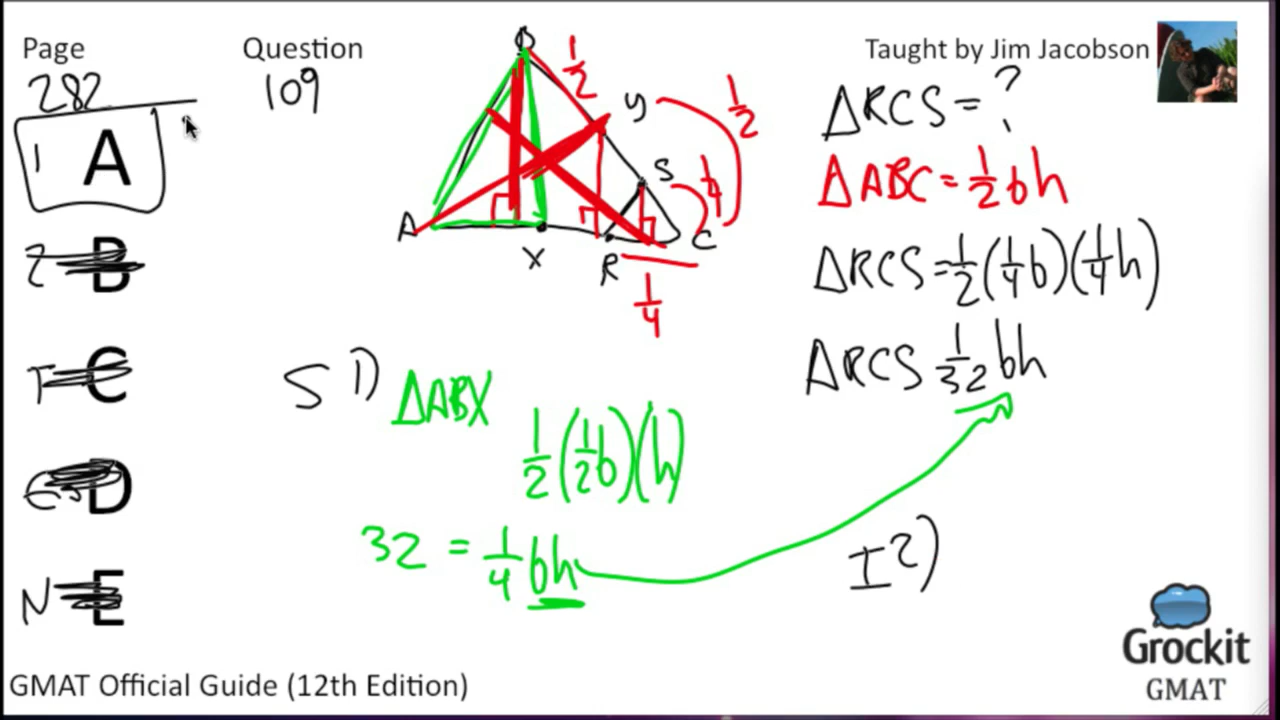 Page
Question
Taught by Jim Jacobson
282
109
1 A
2 B
T C
D
N E
B
1/2
y
1/2
S
1/4
A
X
R
C
1/4
ΔRCS = ?
ΔABC = 1/2 bh
ΔRCS = 1/2 (1/4 b)(1/4 h)
ΔRCS 1/32 bh
S 1)
ΔABX
1/2 (1/2 b)(h)
32 = 1/4 bh
I 2)
Grockit
GMAT
GMAT Official Guide (12th Edition)